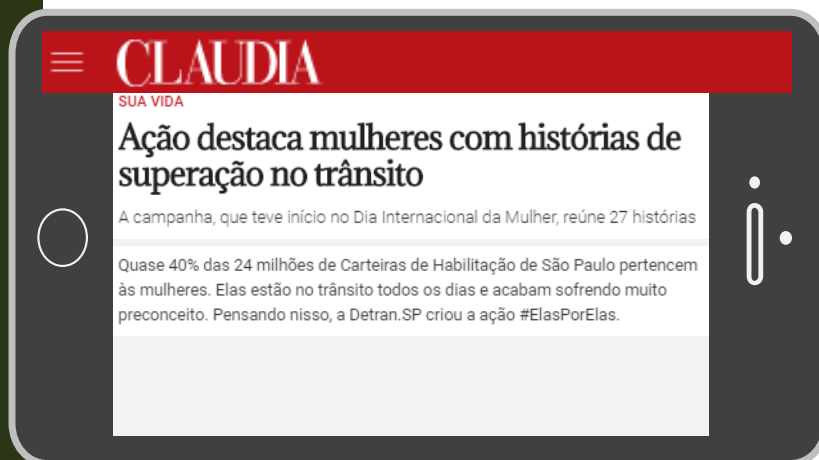 CLAUDIA
SUA VIDA
Ação destaca mulheres com histórias de
superação no trânsito
A campanha, que teve início no Dia Internacional da Mulher, reúne 27 histórias
Quase 40% das 24 milhões de Carteiras de Habilitação de São Paulo pertencem
às mulheres. Elas estão no trânsito todos os dias e acabam sofrendo muito
preconceito. Pensando nisso, a Detran.SP criou a ação #ElasPorElas.